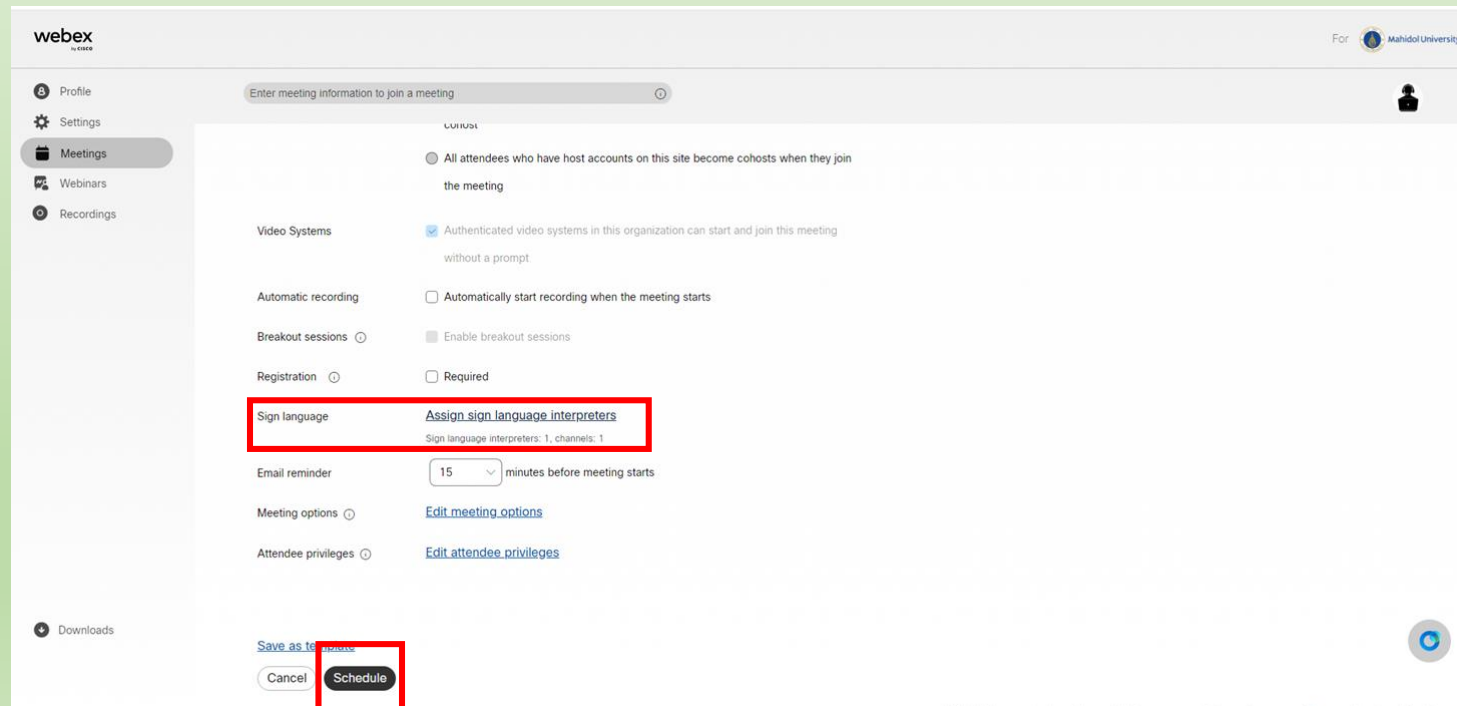 webex
by CISCO
For Mahidol University
Profile
Settings
Meetings
Webinars
Recordings
Downloads
Enter meeting information to join a meeting
cohost
All attendees who have host accounts on this site become cohosts when they join
the meeting
Video Systems
Authenticated video systems in this organization can start and join this meeting
without a prompt
Automatic recording
Automatically start recording when the meeting starts
Breakout sessions
Enable breakout sessions
Registration
Required
Sign language
Assign sign language interpreters
Sign language interpreters: 1, channels: 1
Email reminder
15 minutes before meeting starts
Meeting options
Edit meeting options
Attendee privileges
Edit attendee privileges
Save as template
Cancel
Schedule